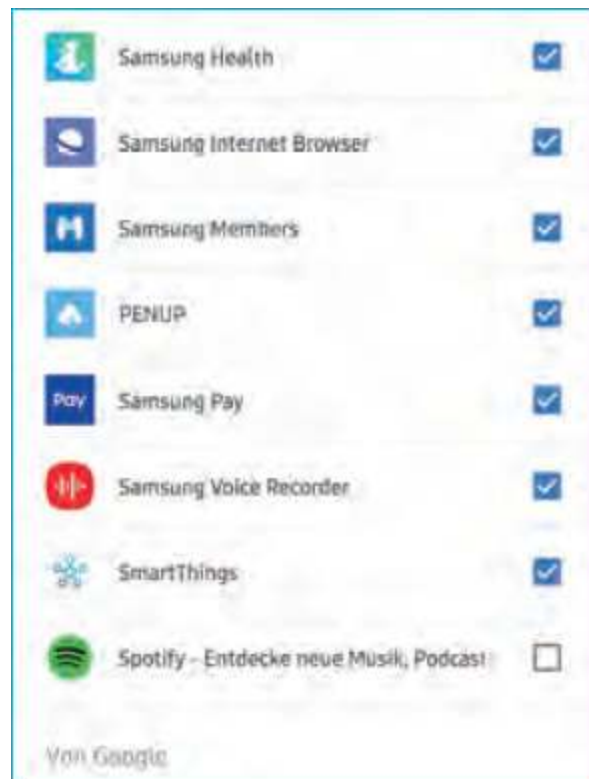 Samsung Health
Samsung Internet Browser
Samsung Members
PENUP
Pay Samsung Pay
Samsung Voice Recorder
SmartThings
Spotify - Entdecke neue Musik, Podcast
Von Google